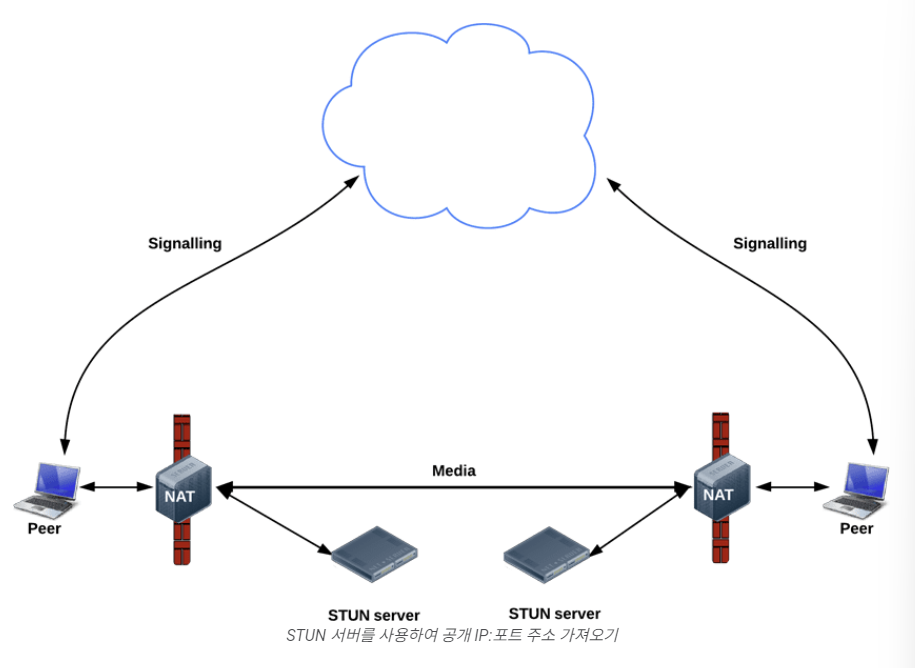 Signalling
Signalling
Media
NAT
NAT
Peer
Peer
STUN server
STUN server
STUN 서버를 사용하여 공개 IP:포트 주소 가져오기